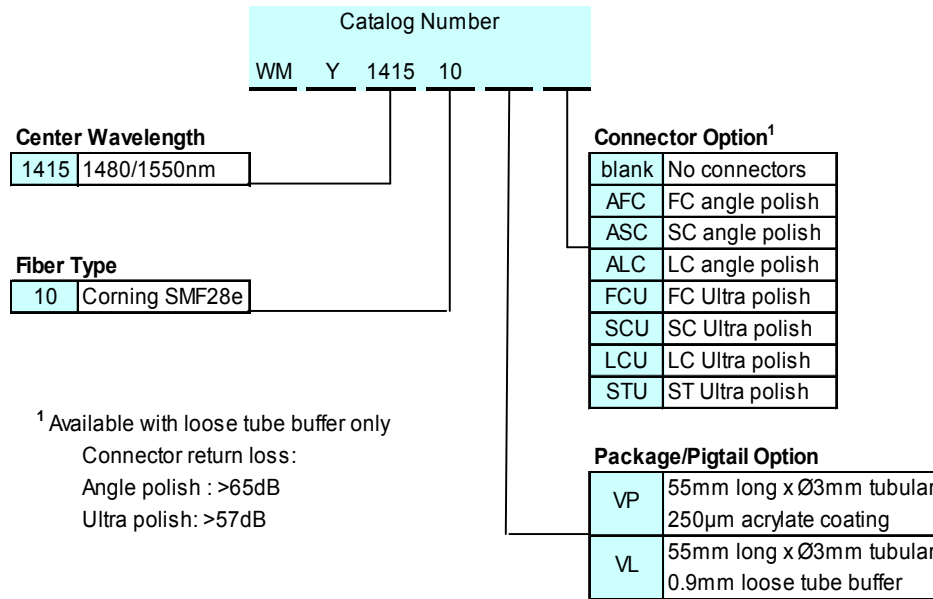 Catalog Number
WM Y 1415 10
Center Wavelength
1415 1480/1550nm
Fiber Type
10 Corning SMF28e
¹ Available with loose tube buffer only
Connector return loss:
Angle polish : >65dB
Ultra polish: >57dB
Connector Option¹
blank No connectors
AFC FC angle polish
ASC SC angle polish
ALC LC angle polish
FCU FC Ultra polish
SCU SC Ultra polish
LCU LC Ultra polish
STU ST Ultra polish
Package/Pigtail Option
VP 55mm long x Ø3mm tubular
250µm acrylate coating
VL 55mm long x Ø3mm tubular
0.9mm loose tube buffer